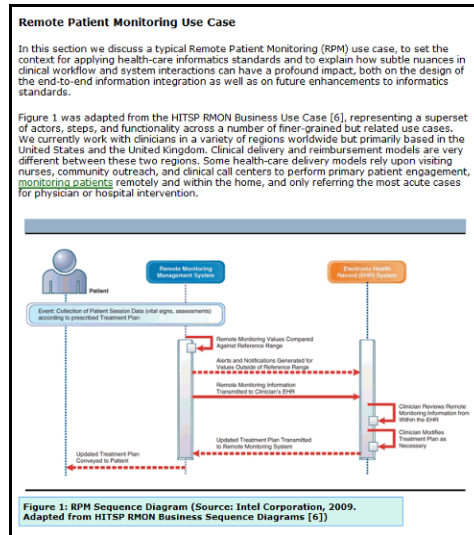 Remote Patient Monitoring Use Case
In this section we discuss a typical Remote Patient Monitoring (RPM) use case, to set the
context for applying health-care informatics standards and to explain how subtle nuances in
clinical workflow and system interactions can have a profound impact, both on the design of
the end-to-end information integration as well as on future enhancements to informatics
standards.
Figure 1 was adapted from the HITSP RMON Business Use Case [6], representing a superset
of actors, steps, and functionality across a number of finer-grained but related use cases.
We currently work with clinicians in a variety of regions worldwide but primarily based in the
United States and the United Kingdom. Clinical delivery and reimbursement models are very
different between these two regions. Some health-care delivery models rely upon visiting
nurses, community outreach, and clinical call centers to perform primary patient engagement,
monitoring patients remotely and within the home, and only referring the most acute cases
for physician or hospital intervention.
Remote Monitoring
Management System
Electronic Health
Record (EHR) System
Patient
Event: Collection of Patient Session Data (vital signs, assessments)
according to prescribed Treatment Plan
Remote Monitoring Values Compared
Against Reference Range
Alerts and Notifications Generated for
Values Outside of Reference Range
Remote Monitoring Information
Transmitted to Clinician's EHR
Clinician Reviews Remote
Monitoring Information from
Within the EHR
Clinician Modifies
Treatment Plan as
Necessary
Updated Treatment Plan Transmitted
to Remote Monitoring System
Updated Treatment Plan
Conveyed to Patient
Figure 1: RPM Sequence Diagram (Source: Intel Corporation, 2009.
Adapted from HITSP RMON Business Sequence Diagrams [6])